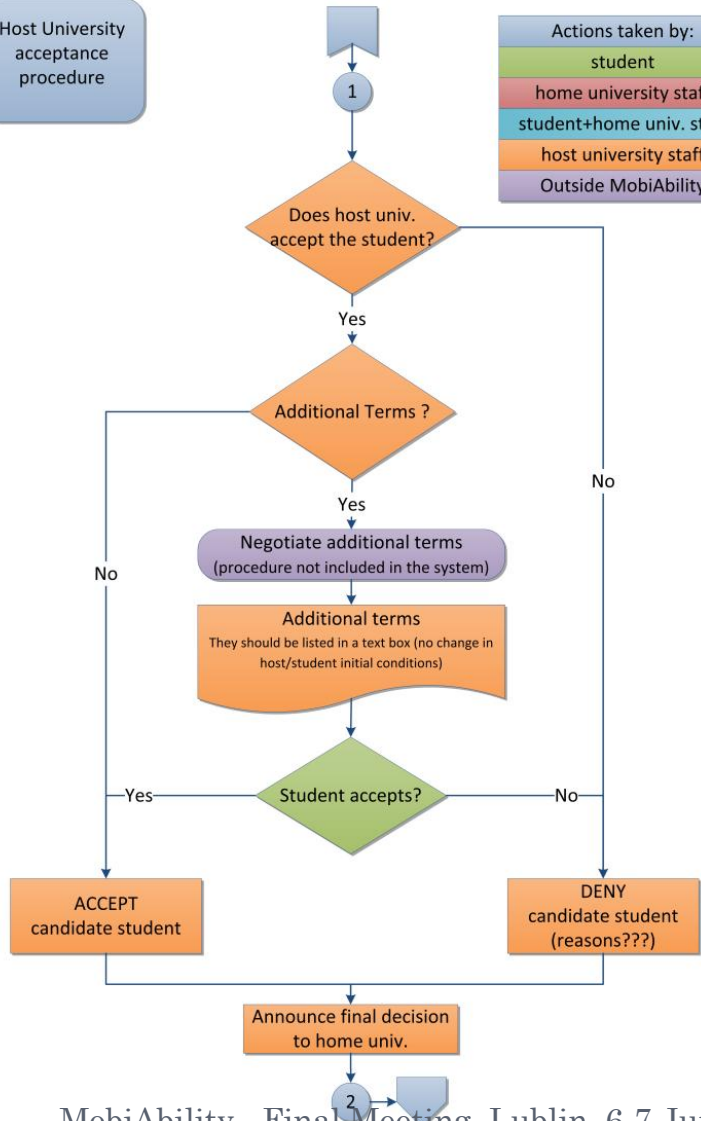 Host University
acceptance
procedure
1
Actions taken by:
student
home university staf
student+home univ. st
host university staff
Outside MobiAbility
Does host univ.
accept the student?
Yes
Additional Terms ?
No
Yes
Negotiate additional terms
(procedure not included in the system)
No
Additional terms
They should be listed in a text box (no change in
host/student initial conditions)
Student accepts?
Yes
No
ACCEPT
candidate student
DENY
candidate student
(reasons???)
Announce final decision
to home univ.
2
MobiAbility Final Meeting, Lublin, 6-7 Ju